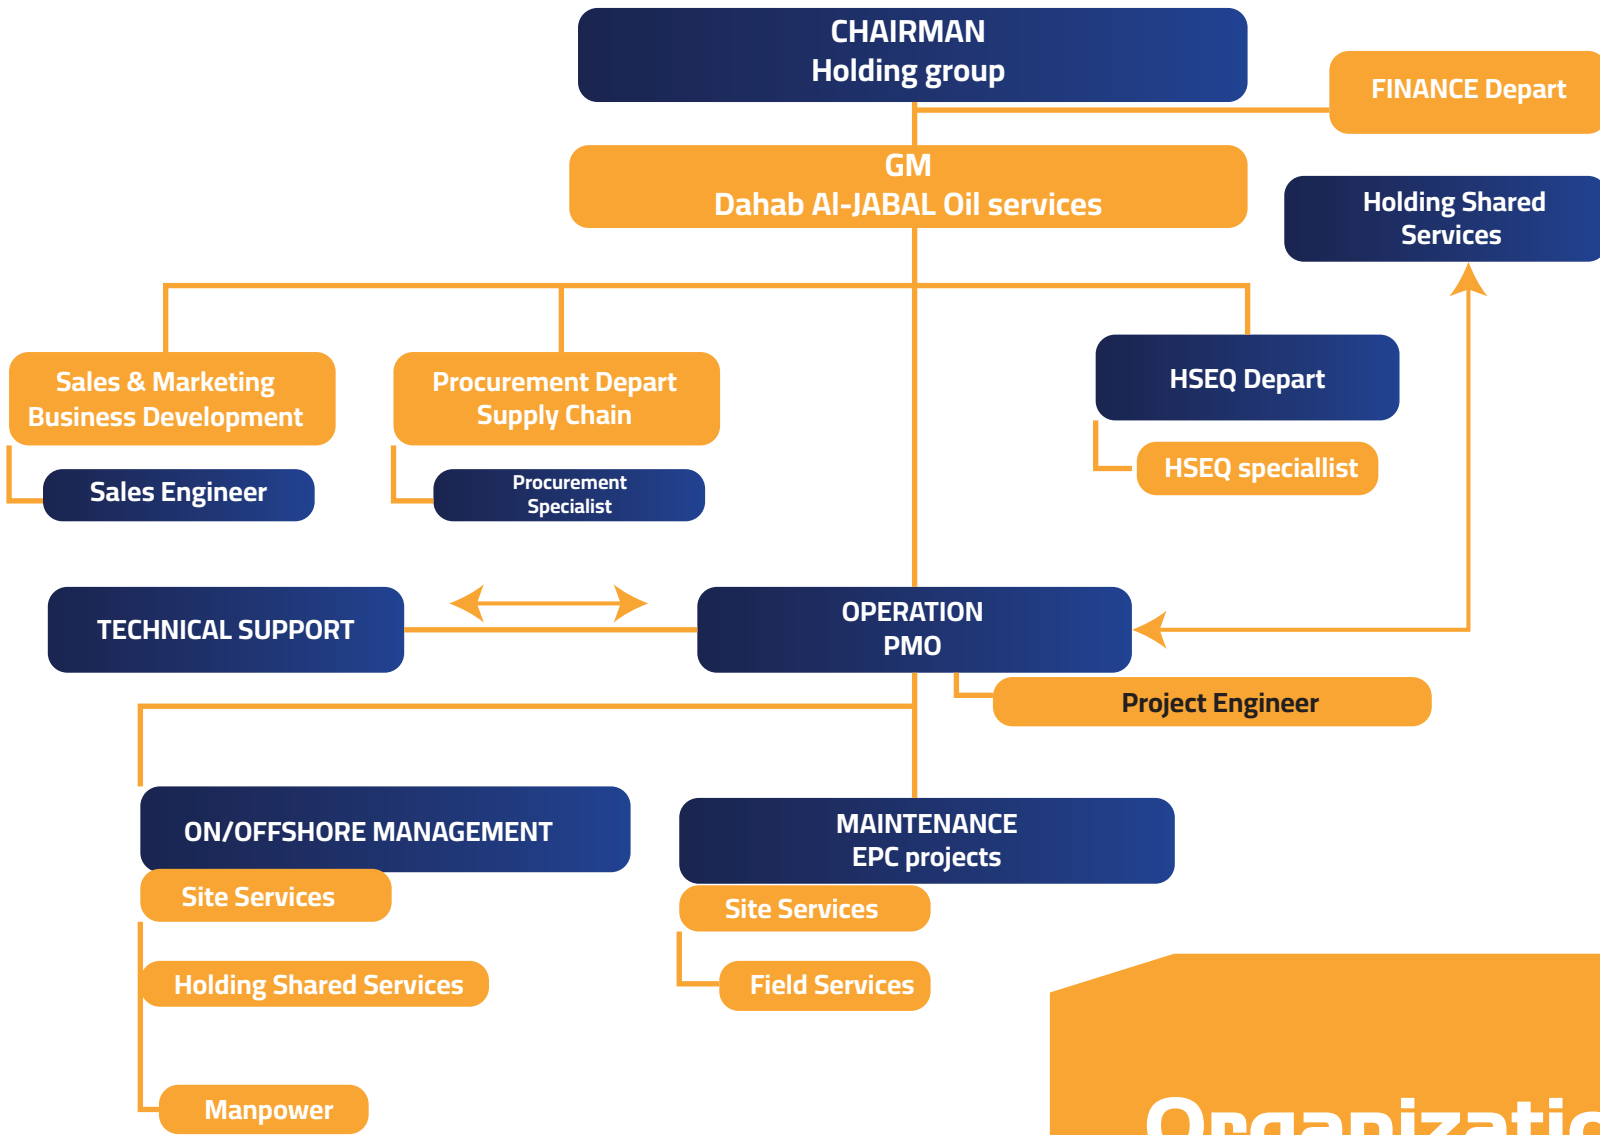 CHAIRMAN
Holding group
FINANCE Depart
GM
Dahab Al-JABAL Oil services
Holding Shared
Services
Sales & Marketing
Business Development
Procurement Depart
Supply Chain
HSEQ Depart
Sales Engineer
Procurement
Specialist
HSEQ speciallist
TECHNICAL SUPPORT
OPERATION
PMO
Project Engineer
ON/OFFSHORE MANAGEMENT
MAINTENANCE
EPC projects
Site Services
Site Services
Holding Shared Services
Field Services
Manpower